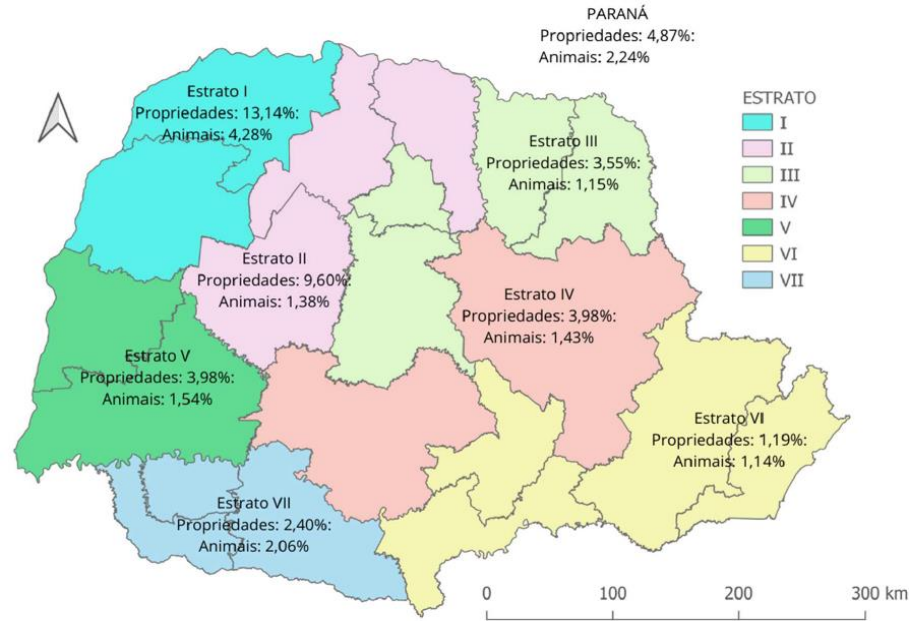 PARANÁ
Propriedades: 4,87%:
Animais: 2,24%
Estrato I
Propriedades: 13,14%:
Animais: 4,28%
ESTRATO
I
II
III
IV
V
VI
VII
Estrato III
Propriedades: 3,55%:
Animais: 1,15%
Estrato II
Propriedades: 9,60%:
Animais: 1,38%
Estrato IV
Propriedades: 3,98%:
Animais: 1,43%
Estrato V
Propriedades: 3,98%:
Animais: 1,54%
Estrato VI
Propriedades: 1,19%:
Animais: 1,14%
Estrato VII
Propriedades: 2,40%:
Animais: 2,06%
0 100 200 300 km